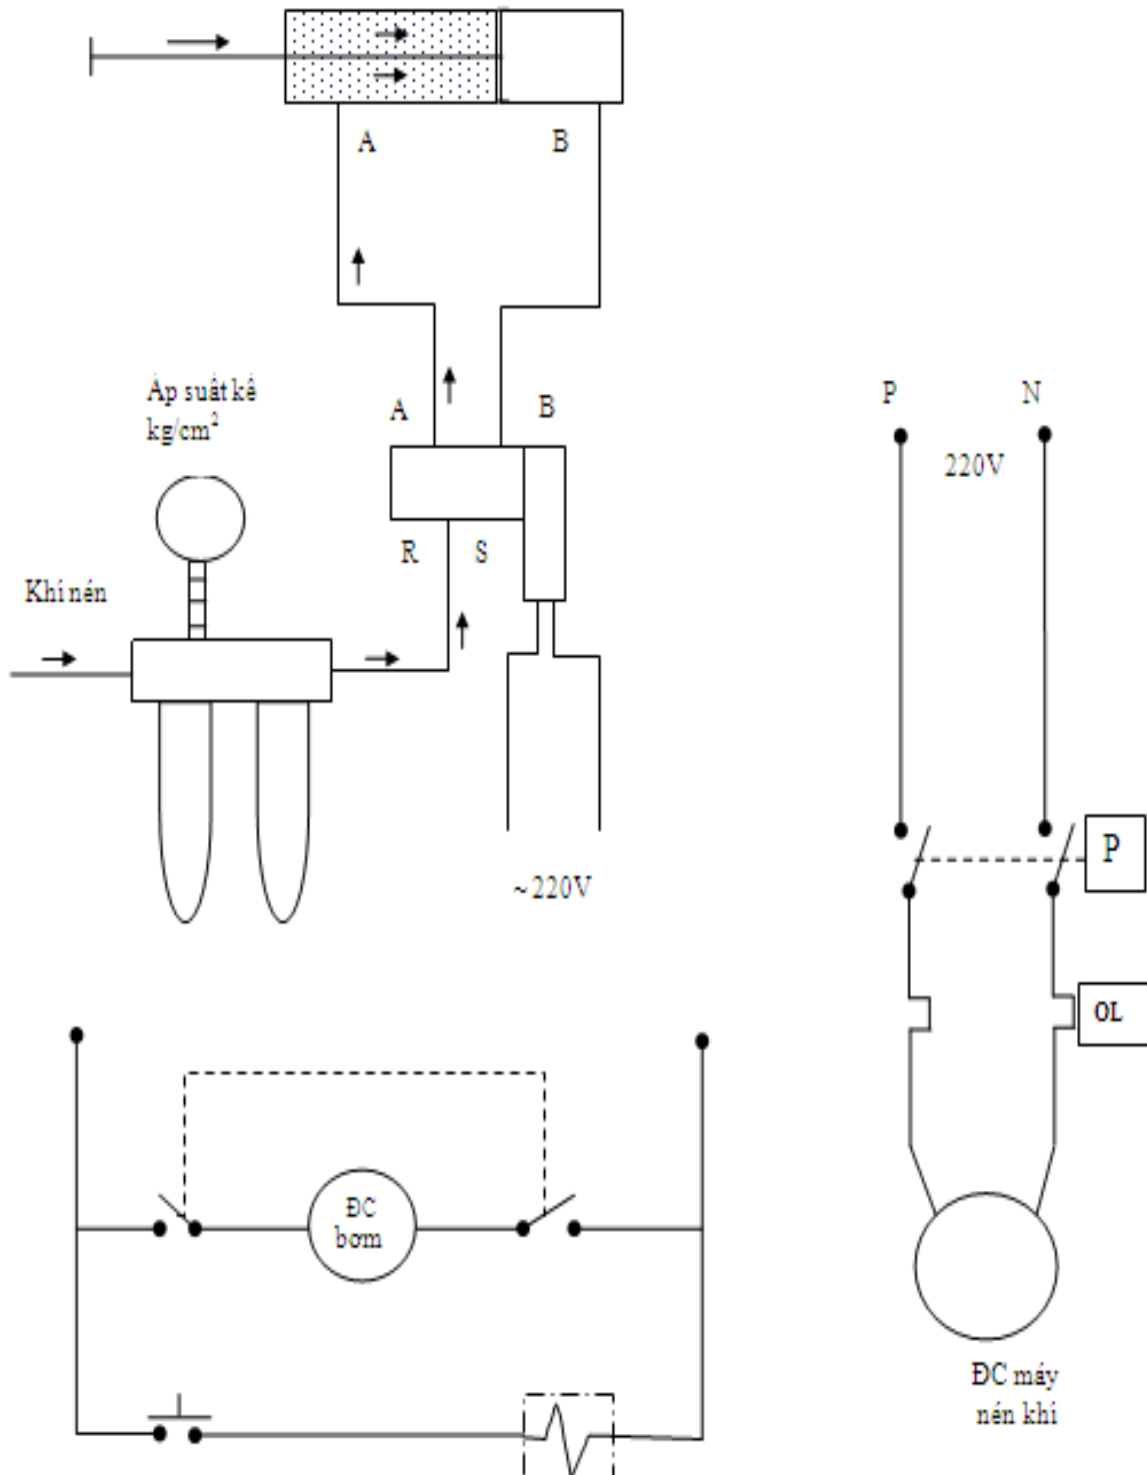 A
B
Áp suất kế
kg/cm²
A
B
P
N
220V
R
S
Khí nén
P
~220V
OL
ĐC
bơm
ĐC máy
nén khí